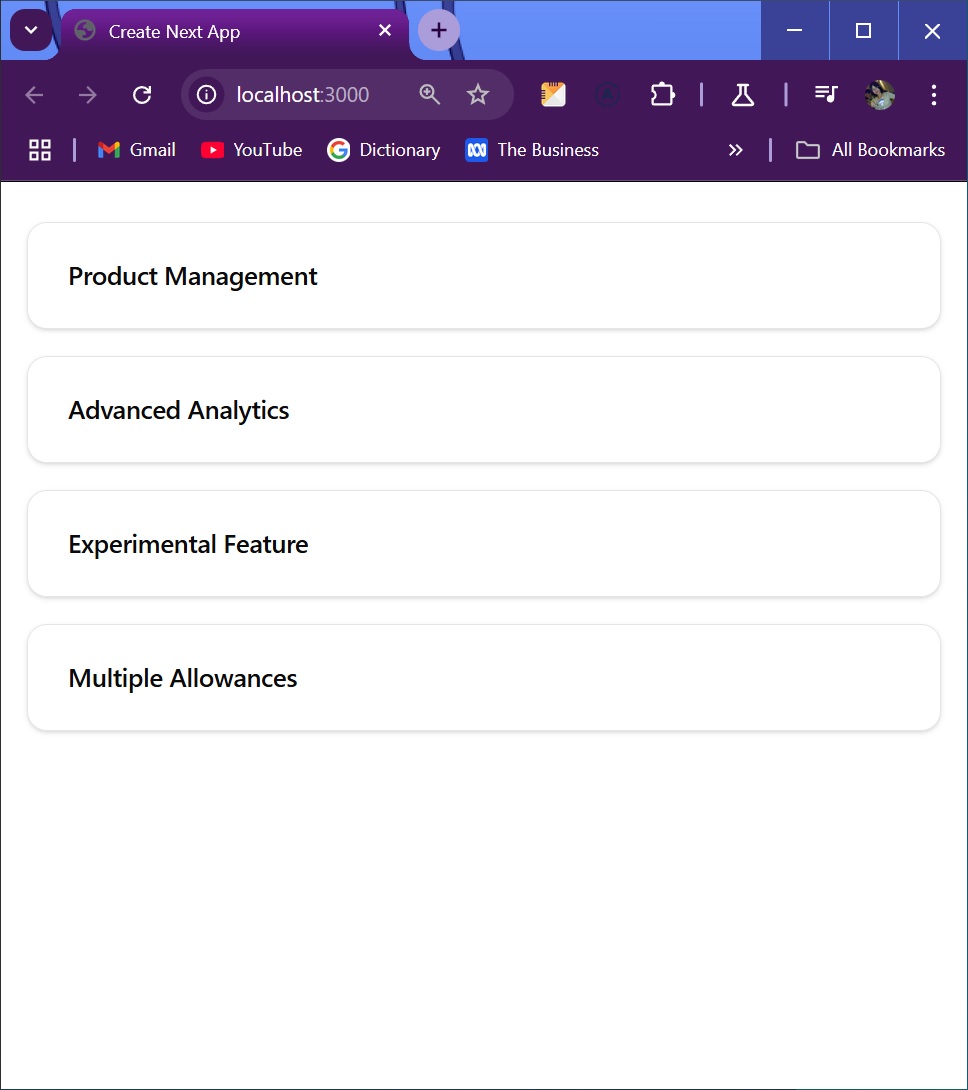 Create Next App
localhost:3000
Gmail YouTube Dictionary The Business All Bookmarks
Product Management
Advanced Analytics
Experimental Feature
Multiple Allowances